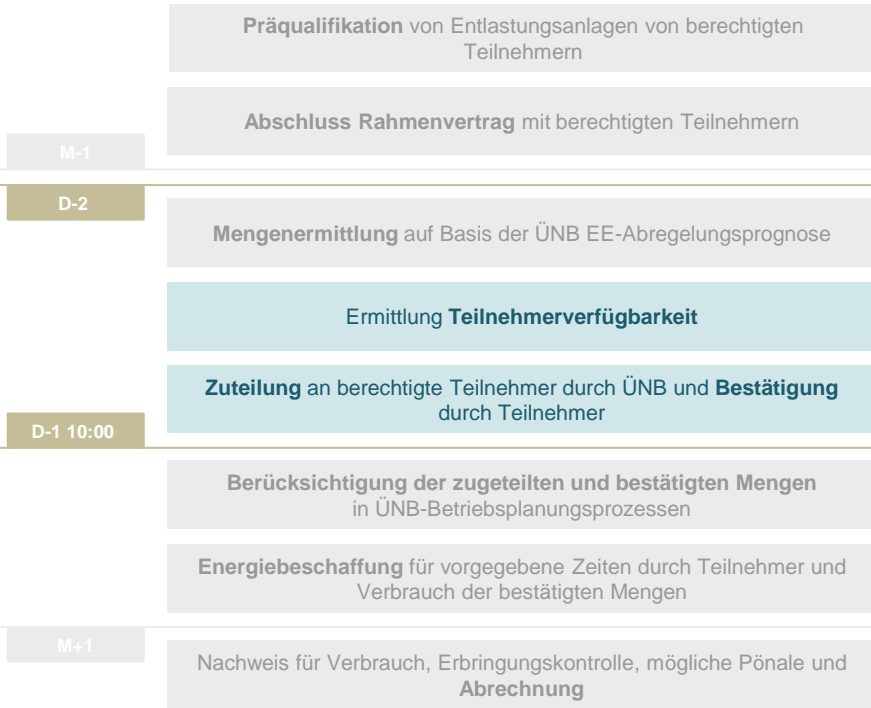 Präqualifikation von Entlastungsanlagen von berechtigten
Teilnehmern
Abschluss Rahmenvertrag mit berechtigten Teilnehmern
M-1
D-2
Mengenermittlung auf Basis der ÜNB EE-Abregelungsprognose
Ermittlung Teilnehmerverfügbarkeit
Zuteilung an berechtigte Teilnehmer durch ÜNB und Bestätigung
durch Teilnehmer
D-1 10:00
Berücksichtigung der zugeteilten und bestätigten Mengen
in ÜNB-Betriebsplanungsprozessen
Energiebeschaffung für vorgegebene Zeiten durch Teilnehmer und
Verbrauch der bestätigten Mengen
M+1
Nachweis für Verbrauch, Erbringungskontrolle, mögliche Pönale und
Abrechnung